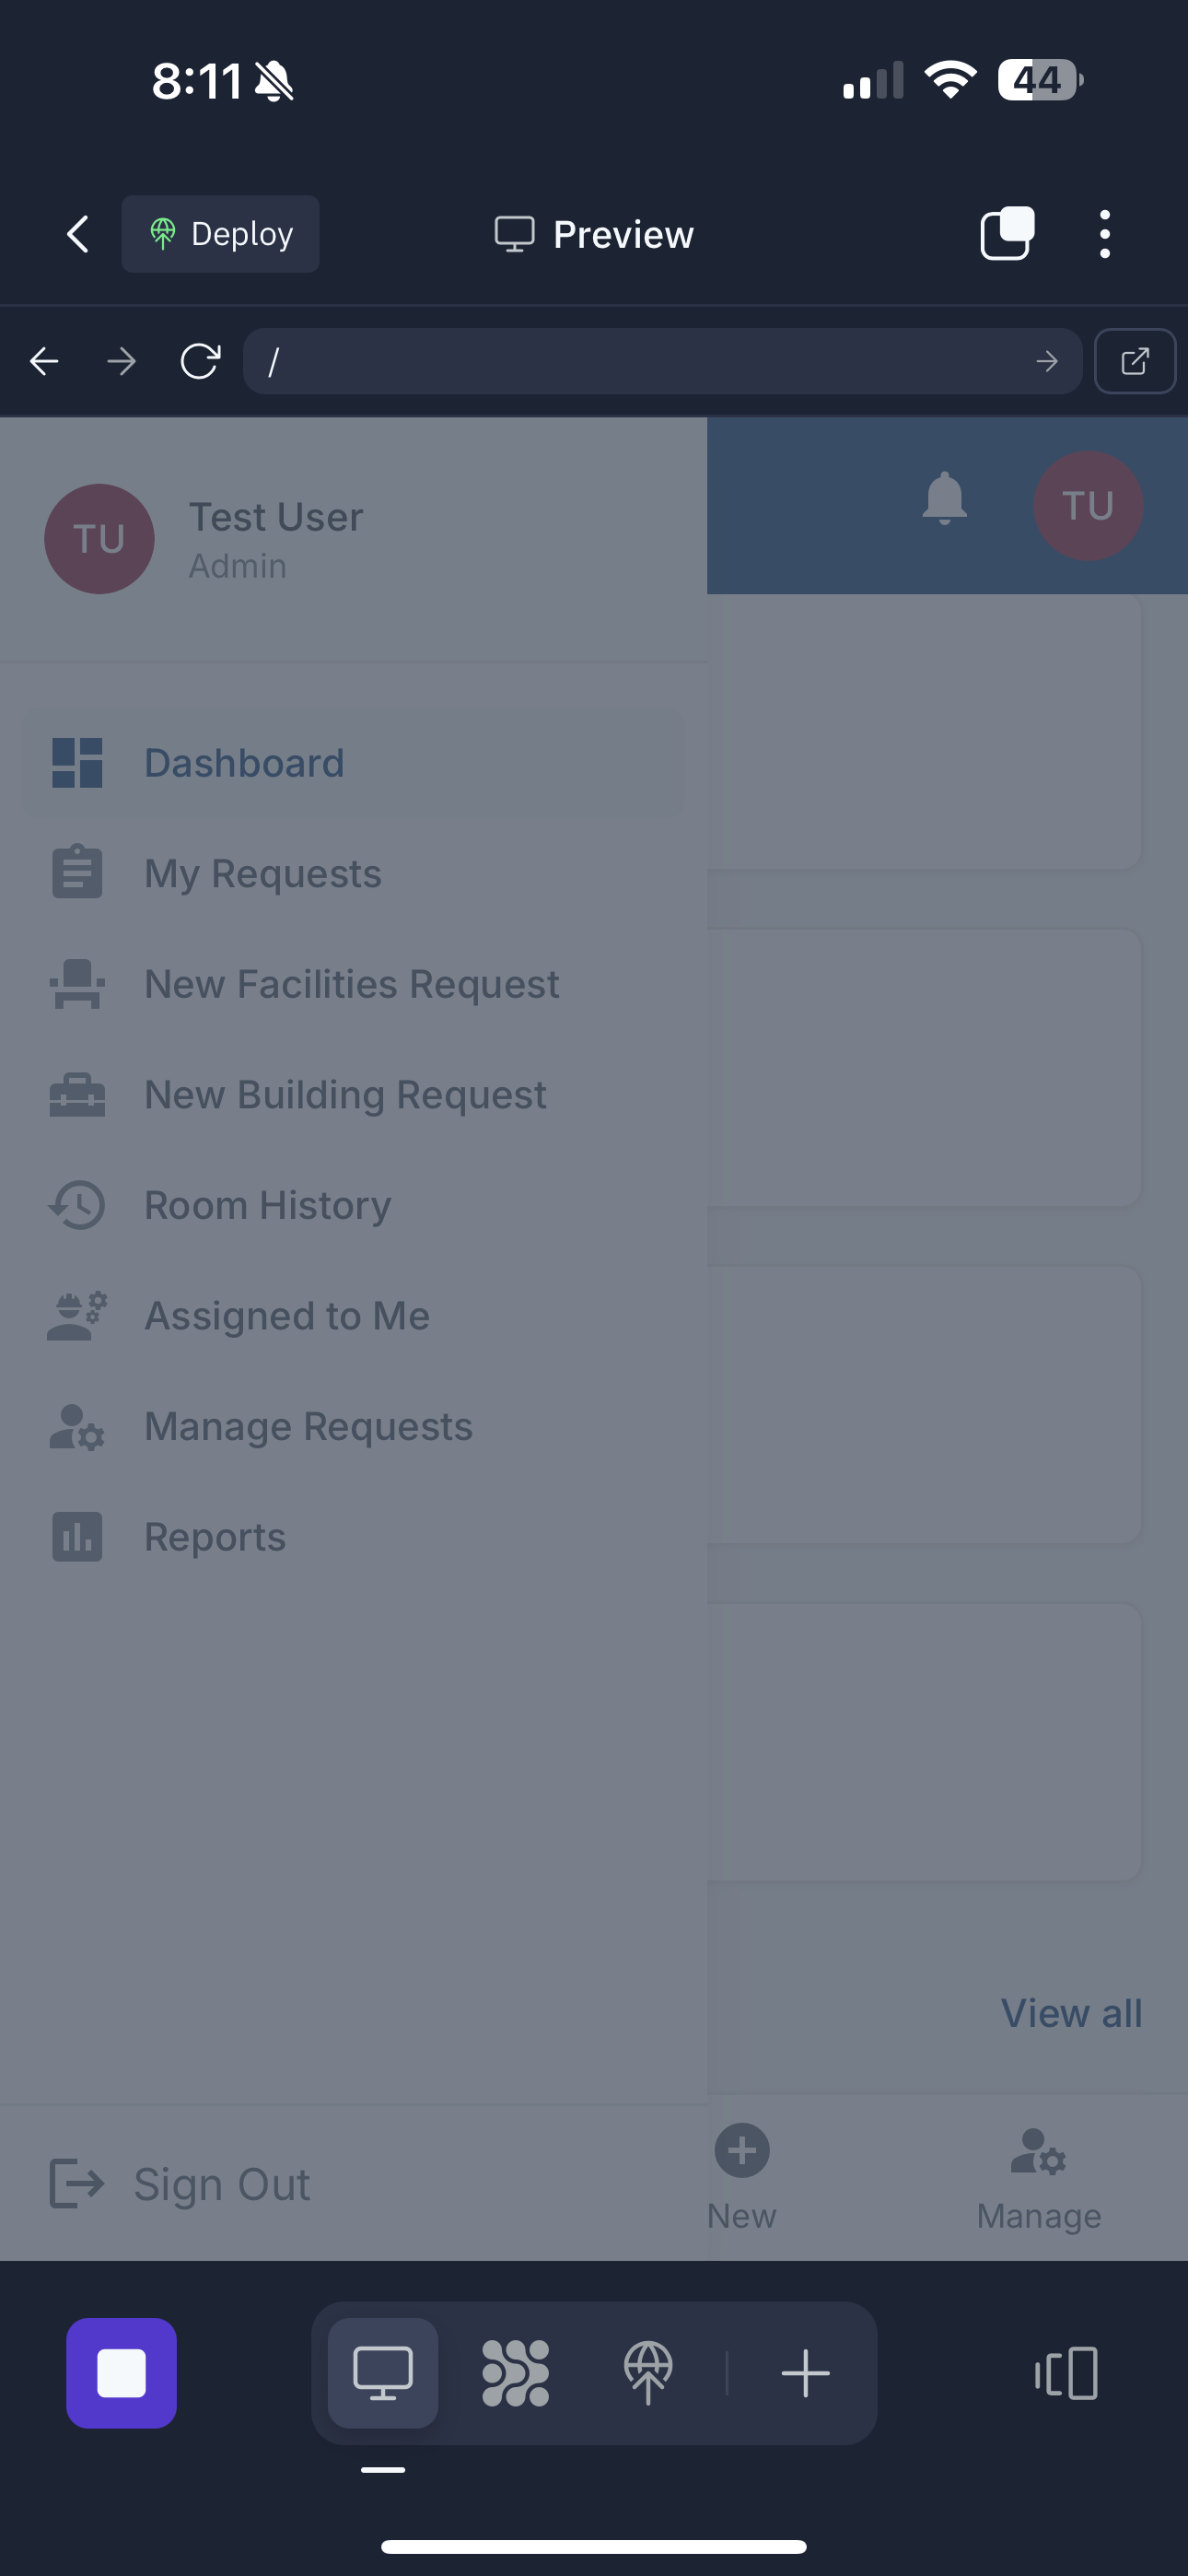 8:11
44
Deploy
Preview
/
TU
Test User
Admin
TU
Dashboard
My Requests
New Facilities Request
New Building Request
Room History
Assigned to Me
Manage Requests
Reports
View all
Sign Out
New
Manage